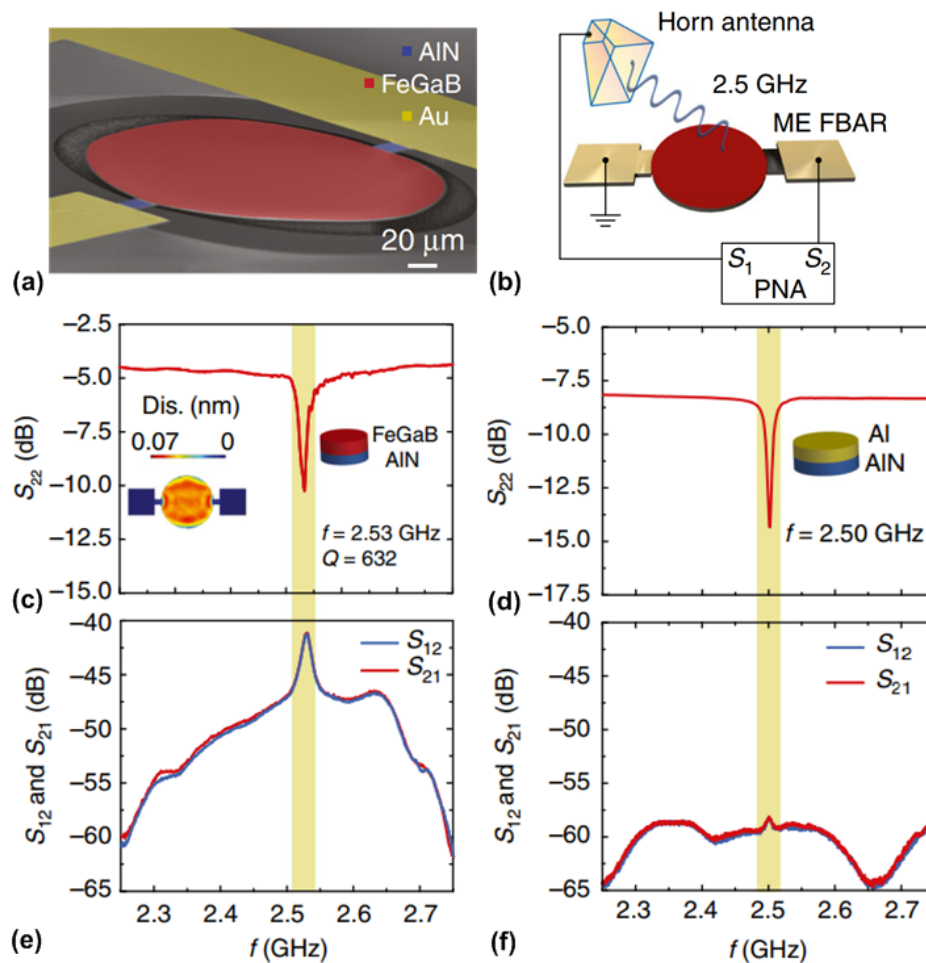 AlN
FeGaB
Au
20 μm
(a)
Horn antenna
2.5 GHz
ME FBAR
S1 S2
PNA
(b)
−2.5
−5.0
−7.5
−10.0
−12.5
−15.0
S22 (dB)
Dis. (nm)
0.07 0
FeGaB
AlN
f = 2.53 GHz
Q = 632
(c)
−5.0
−7.5
−10.0
−12.5
−15.0
−17.5
S22 (dB)
Al
AlN
f = 2.50 GHz
(d)
−40
−45
−50
−55
−60
−65
S12 and S21 (dB)
S12
S21
2.3 2.4 2.5 2.6 2.7
f (GHz)
(e)
−40
−45
−50
−55
−60
−65
S12 and S21 (dB)
S12
S21
2.3 2.4 2.5 2.6 2.7
f (GHz)
(f)